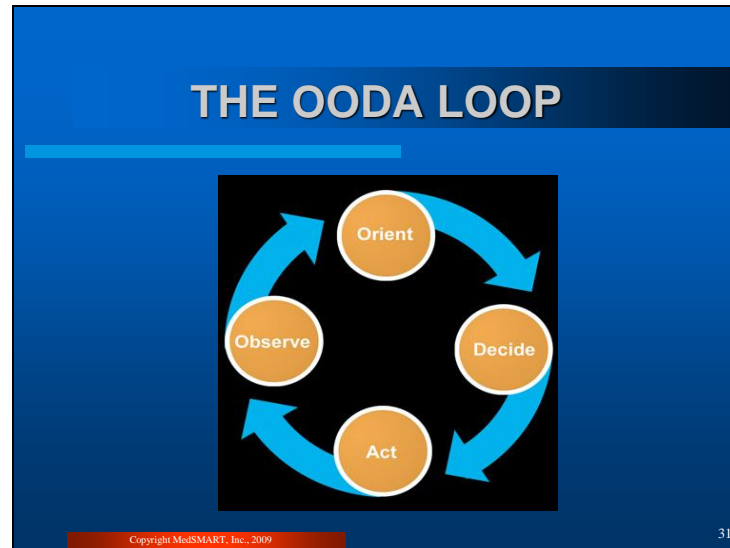 THE OODA LOOP
Orient
Observe
Decide
Act
Copyright MedSMART, Inc., 2009
31